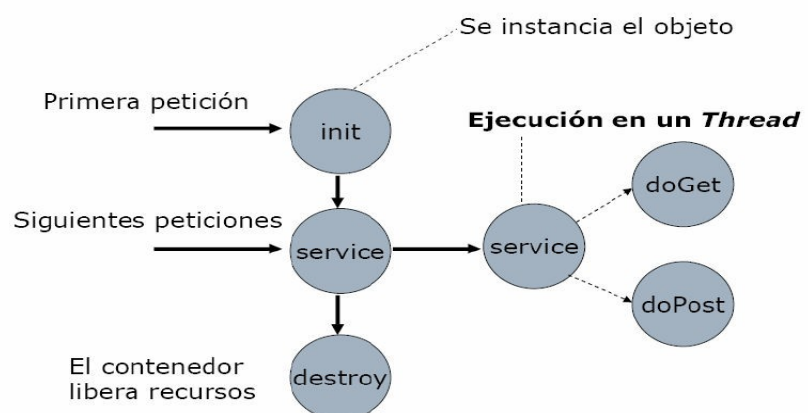 Se instancia el objeto
Primera petición
init
Ejecución en un Thread
doGet
Siguientes peticiones
service
service
doPost
El contenedor
libera recursos
destroy